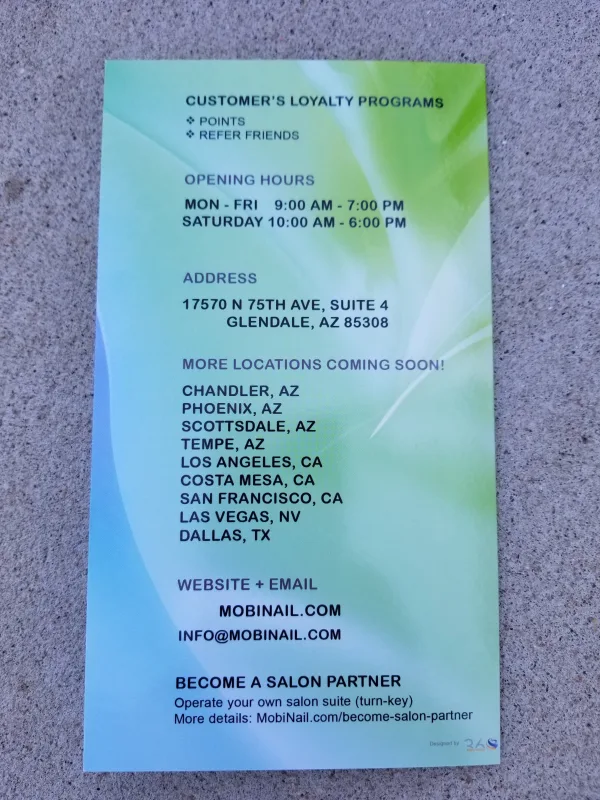 CUSTOMER'S LOYALTY PROGRAMS
❖ POINTS
❖ REFER FRIENDS
OPENING HOURS
MON - FRI 9:00 AM - 7:00 PM
SATURDAY 10:00 AM - 6:00 PM
ADDRESS
17570 N 75TH AVE, SUITE 4
GLENDALE, AZ 85308
MORE LOCATIONS COMING SOON!
CHANDLER, AZ
PHOENIX, AZ
SCOTTSDALE, AZ
TEMPE, AZ
LOS ANGELES, CA
COSTA MESA, CA
SAN FRANCISCO, CA
LAS VEGAS, NV
DALLAS, TX
WEBSITE + EMAIL
MOBINAIL.COM
INFO@MOBINAIL.COM
BECOME A SALON PARTNER
Operate your own salon suite (turn-key)
More details: MobiNail.com/become-salon-partner
Designed by 360